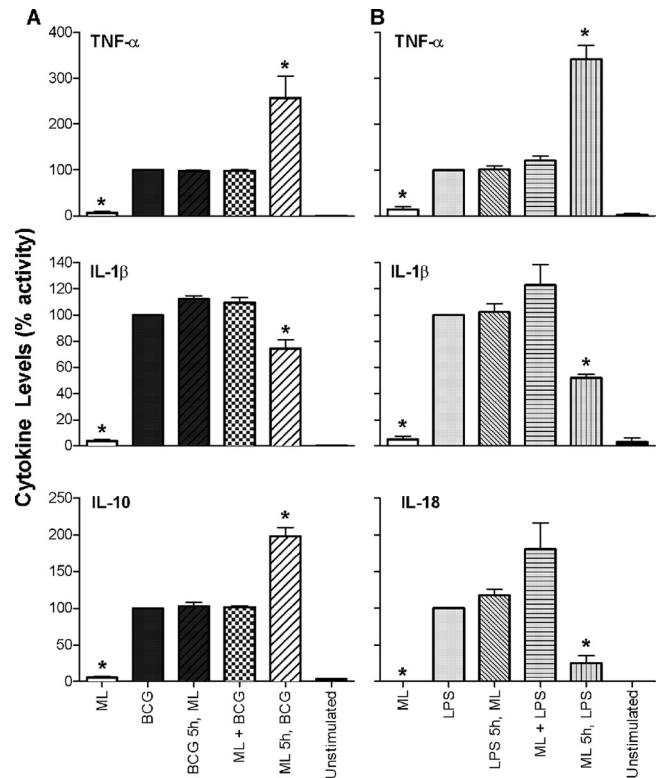 A
B
Cytokine Levels (% activity)
TNF-α
400
300
200
100
0
*
*
TNF-α
*
*
IL-1β
140
120
100
80
60
40
20
0
*
*
IL-1β
*
*
IL-10
250
200
150
100
50
0
*
*
IL-18
*
*
ML
BCG
BCG 5h, ML
ML + BCG
ML 5h, BCG
Unstimulated
ML
LPS
LPS 5h, ML
ML + LPS
ML 5h, LPS
Unstimulated